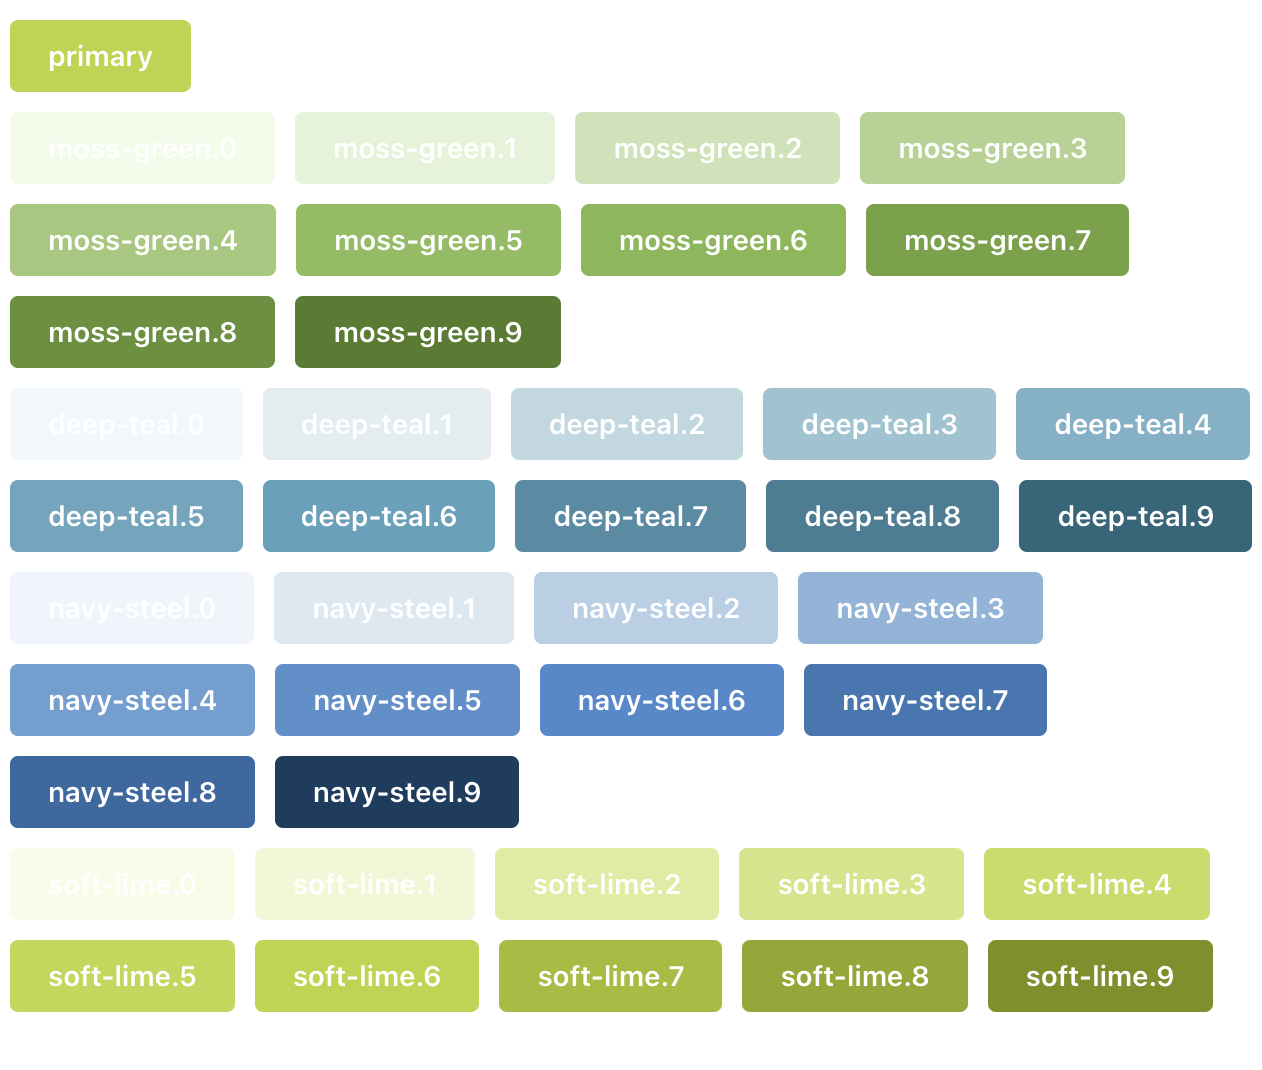 primary
moss-green.0 moss-green.1 moss-green.2 moss-green.3
moss-green.4 moss-green.5 moss-green.6 moss-green.7
moss-green.8 moss-green.9
deep-teal.0 deep-teal.1 deep-teal.2 deep-teal.3 deep-teal.4
deep-teal.5 deep-teal.6 deep-teal.7 deep-teal.8 deep-teal.9
navy-steel.0 navy-steel.1 navy-steel.2 navy-steel.3
navy-steel.4 navy-steel.5 navy-steel.6 navy-steel.7
navy-steel.8 navy-steel.9
soft-lime.0 soft-lime.1 soft-lime.2 soft-lime.3 soft-lime.4
soft-lime.5 soft-lime.6 soft-lime.7 soft-lime.8 soft-lime.9